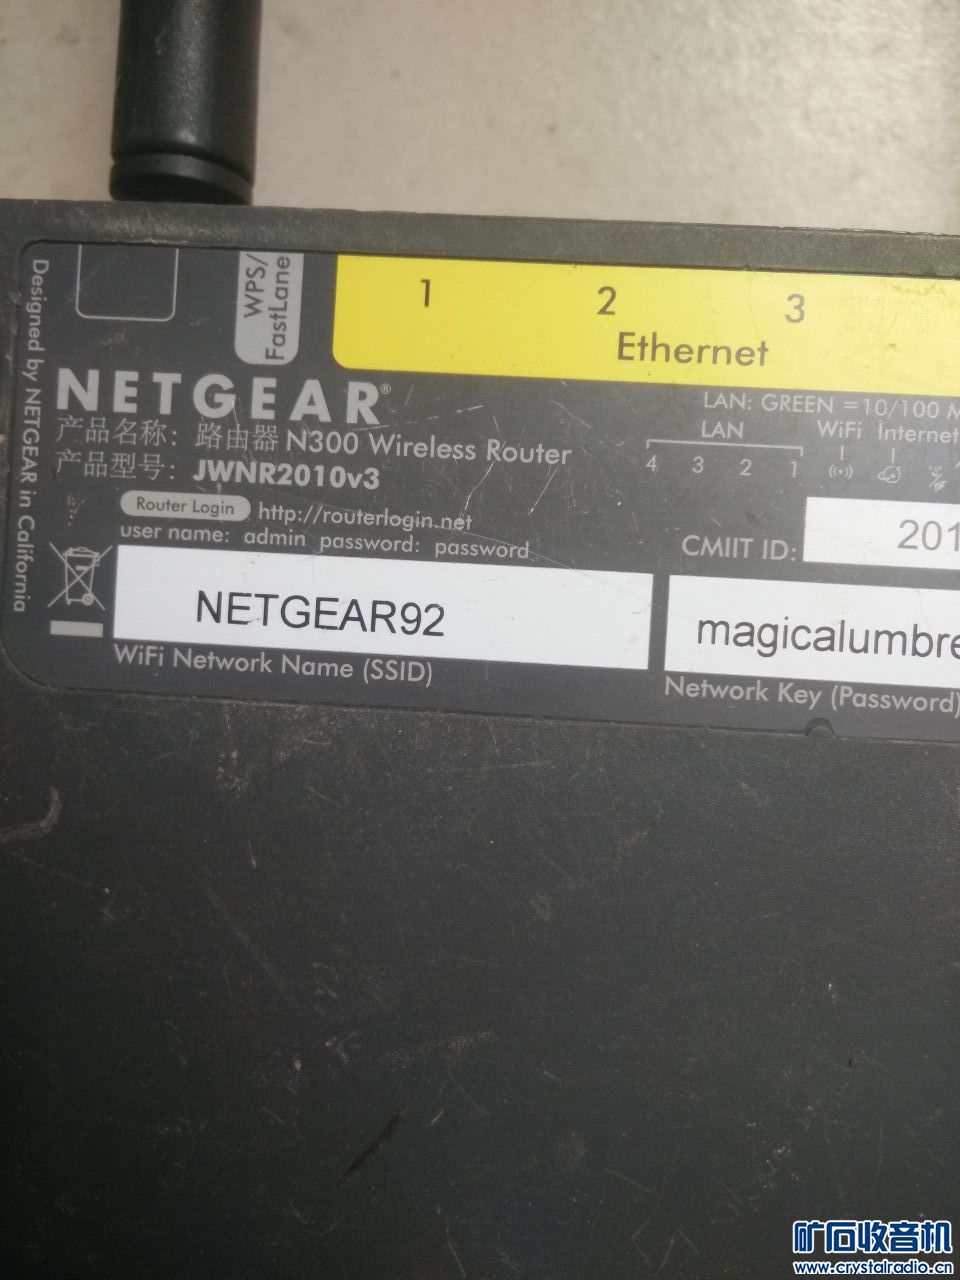 WPS/
FastLane
1 2 3
Ethernet
Designed by NETGEAR in California
NETGEAR®
LAN: GREEN =10/100 M
产品名称: 路由器 N300 Wireless Router
LAN WiFi Internet
产品型号: JWNR2010v3
4 3 2 1
Router Login http://routerlogin.net
user name: admin password: password
CMIIT ID: 201
NETGEAR92
magicalumbre
WiFi Network Name (SSID)
Network Key (Password)
矿石收音机
www.crystalradio.cn